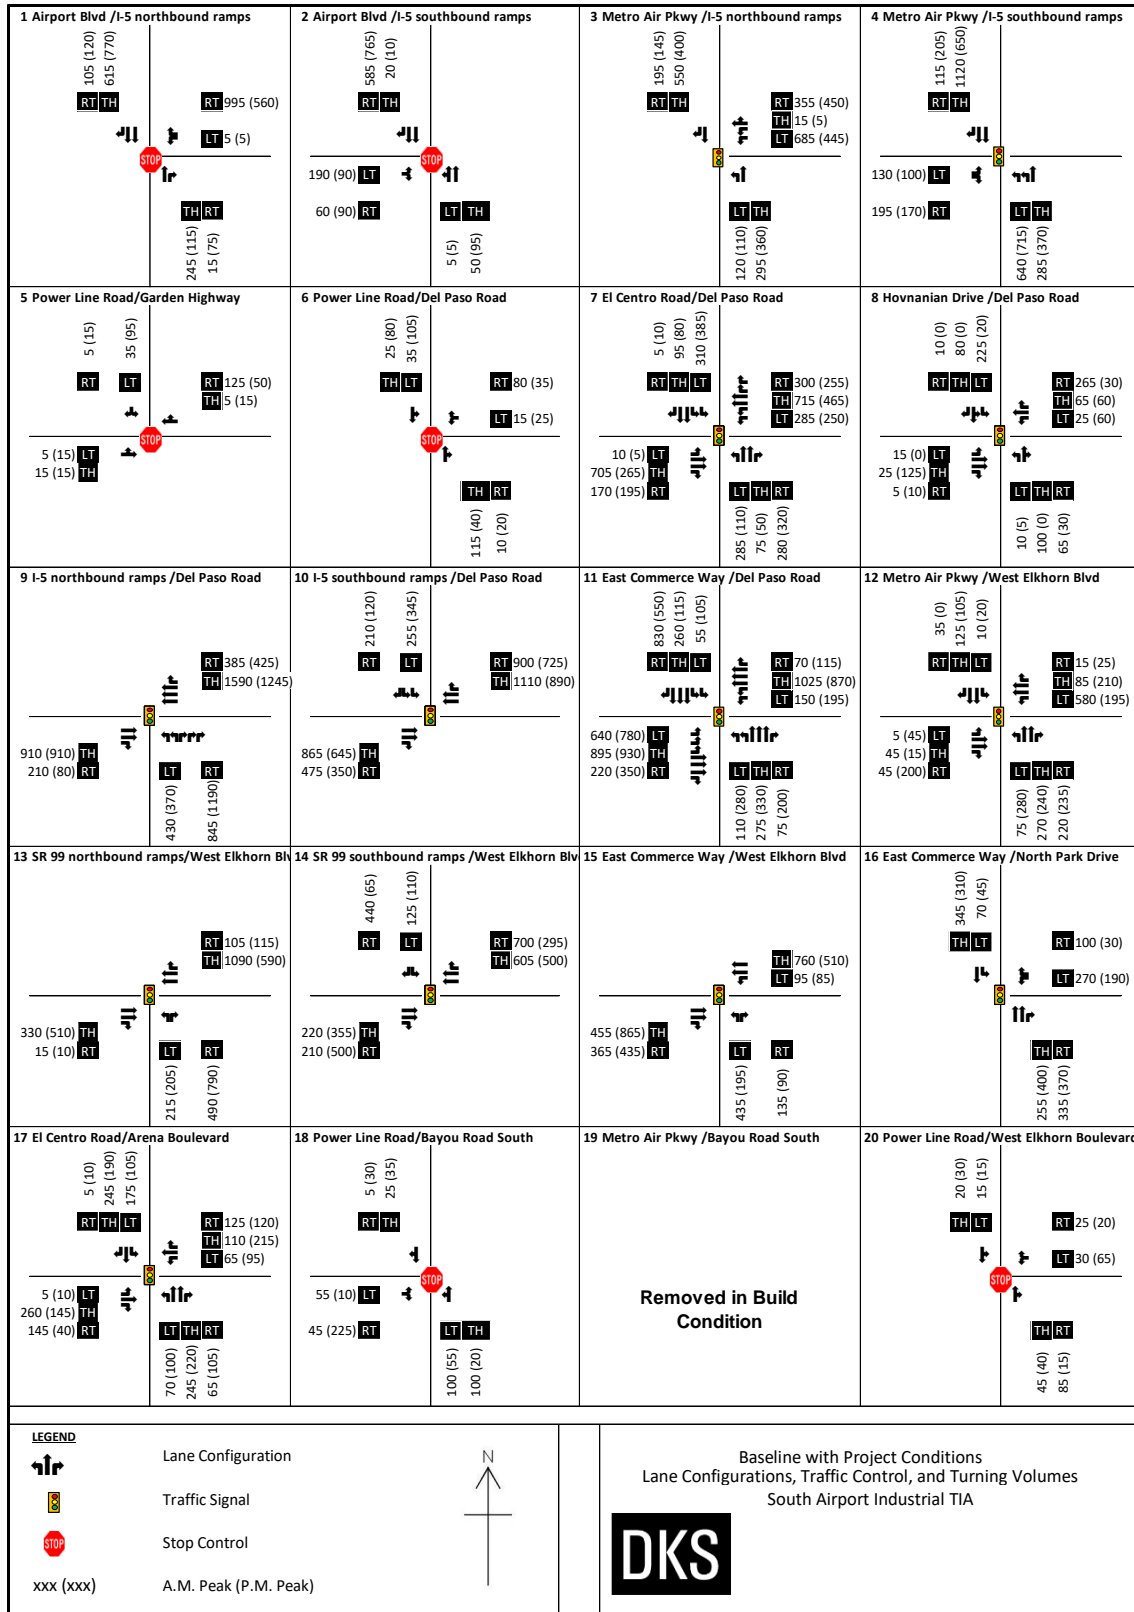 1 Airport Blvd /I-5 northbound ramps
105 (120)
615 (770)
RT TH
RT 995 (560)
LT 5 (5)
STOP
TH RT
245 (115)
15 (75)
2 Airport Blvd /I-5 southbound ramps
585 (765)
20 (10)
RT TH
190 (90) LT
60 (90) RT
STOP
LT TH
5 (5)
50 (95)
3 Metro Air Pkwy /I-5 northbound ramps
195 (145)
550 (400)
RT TH
RT 355 (450)
TH 15 (5)
LT 685 (445)
LT TH
120 (110)
295 (360)
4 Metro Air Pkwy /I-5 southbound ramps
115 (205)
1120 (650)
RT TH
130 (100) LT
195 (170) RT
LT TH
640 (715)
285 (370)
5 Power Line Road/Garden Highway
5 (15)
35 (95)
RT LT
RT 125 (50)
TH 5 (15)
STOP
5 (15) LT
15 (15) TH
6 Power Line Road/Del Paso Road
25 (80)
35 (105)
TH LT
RT 80 (35)
LT 15 (25)
STOP
TH RT
115 (40)
10 (20)
7 El Centro Road/Del Paso Road
5 (10)
95 (80)
310 (385)
RT TH LT
RT 300 (255)
TH 715 (465)
LT 285 (250)
10 (5) LT
705 (265) TH
170 (195) RT
LT TH RT
285 (110)
75 (50)
280 (320)
8 Hovnanian Drive /Del Paso Road
10 (0)
80 (0)
225 (20)
RT TH LT
RT 265 (30)
TH 65 (60)
LT 25 (60)
15 (0) LT
25 (125) TH
5 (10) RT
LT TH RT
10 (5)
100 (0)
65 (30)
9 I-5 northbound ramps /Del Paso Road
RT 385 (425)
TH 1590 (1245)
910 (910) TH
210 (80) RT
LT RT
430 (370)
845 (1190)
10 I-5 southbound ramps /Del Paso Road
210 (120)
255 (345)
RT LT
RT 900 (725)
TH 1110 (890)
865 (645) TH
475 (350) RT
11 East Commerce Way /Del Paso Road
830 (550)
260 (115)
55 (105)
RT TH LT
RT 70 (115)
TH 1025 (870)
LT 150 (195)
640 (780) LT
895 (930) TH
220 (350) RT
LT TH RT
110 (280)
275 (330)
75 (200)
12 Metro Air Pkwy /West Elkhorn Blvd
35 (0)
125 (105)
10 (20)
RT TH LT
RT 15 (25)
TH 85 (210)
LT 580 (195)
5 (45) LT
45 (15) TH
45 (200) RT
LT TH RT
75 (280)
270 (240)
220 (235)
13 SR 99 northbound ramps/West Elkhorn Blv
RT 105 (115)
TH 1090 (590)
330 (510) TH
15 (10) RT
LT RT
215 (205)
490 (790)
14 SR 99 southbound ramps /West Elkhorn Blv
440 (65)
125 (110)
RT LT
RT 700 (295)
TH 605 (500)
220 (355) TH
210 (500) RT
15 East Commerce Way /West Elkhorn Blvd
TH 760 (510)
LT 95 (85)
455 (865) TH
365 (435) RT
LT RT
435 (195)
135 (90)
16 East Commerce Way /North Park Drive
345 (310)
70 (45)
TH LT
RT 100 (30)
LT 270 (190)
TH RT
255 (400)
335 (370)
17 El Centro Road/Arena Boulevard
5 (10)
245 (190)
175 (105)
RT TH LT
RT 125 (120)
TH 110 (215)
LT 65 (95)
5 (10) LT
260 (145) TH
145 (40) RT
LT TH RT
70 (100)
245 (220)
65 (105)
18 Power Line Road/Bayou Road South
5 (30)
25 (35)
RT TH
STOP
55 (10) LT
45 (225) RT
LT TH
100 (55)
100 (20)
19 Metro Air Pkwy /Bayou Road South
Removed in Build
Condition
20 Power Line Road/West Elkhorn Boulevard
20 (30)
15 (15)
TH LT
RT 25 (20)
LT 30 (65)
STOP
TH RT
45 (40)
85 (15)
LEGEND
Lane Configuration
Traffic Signal
STOP Stop Control
xxx (xxx) A.M. Peak (P.M. Peak)
N
Baseline with Project Conditions
Lane Configurations, Traffic Control, and Turning Volumes
South Airport Industrial TIA
DKS